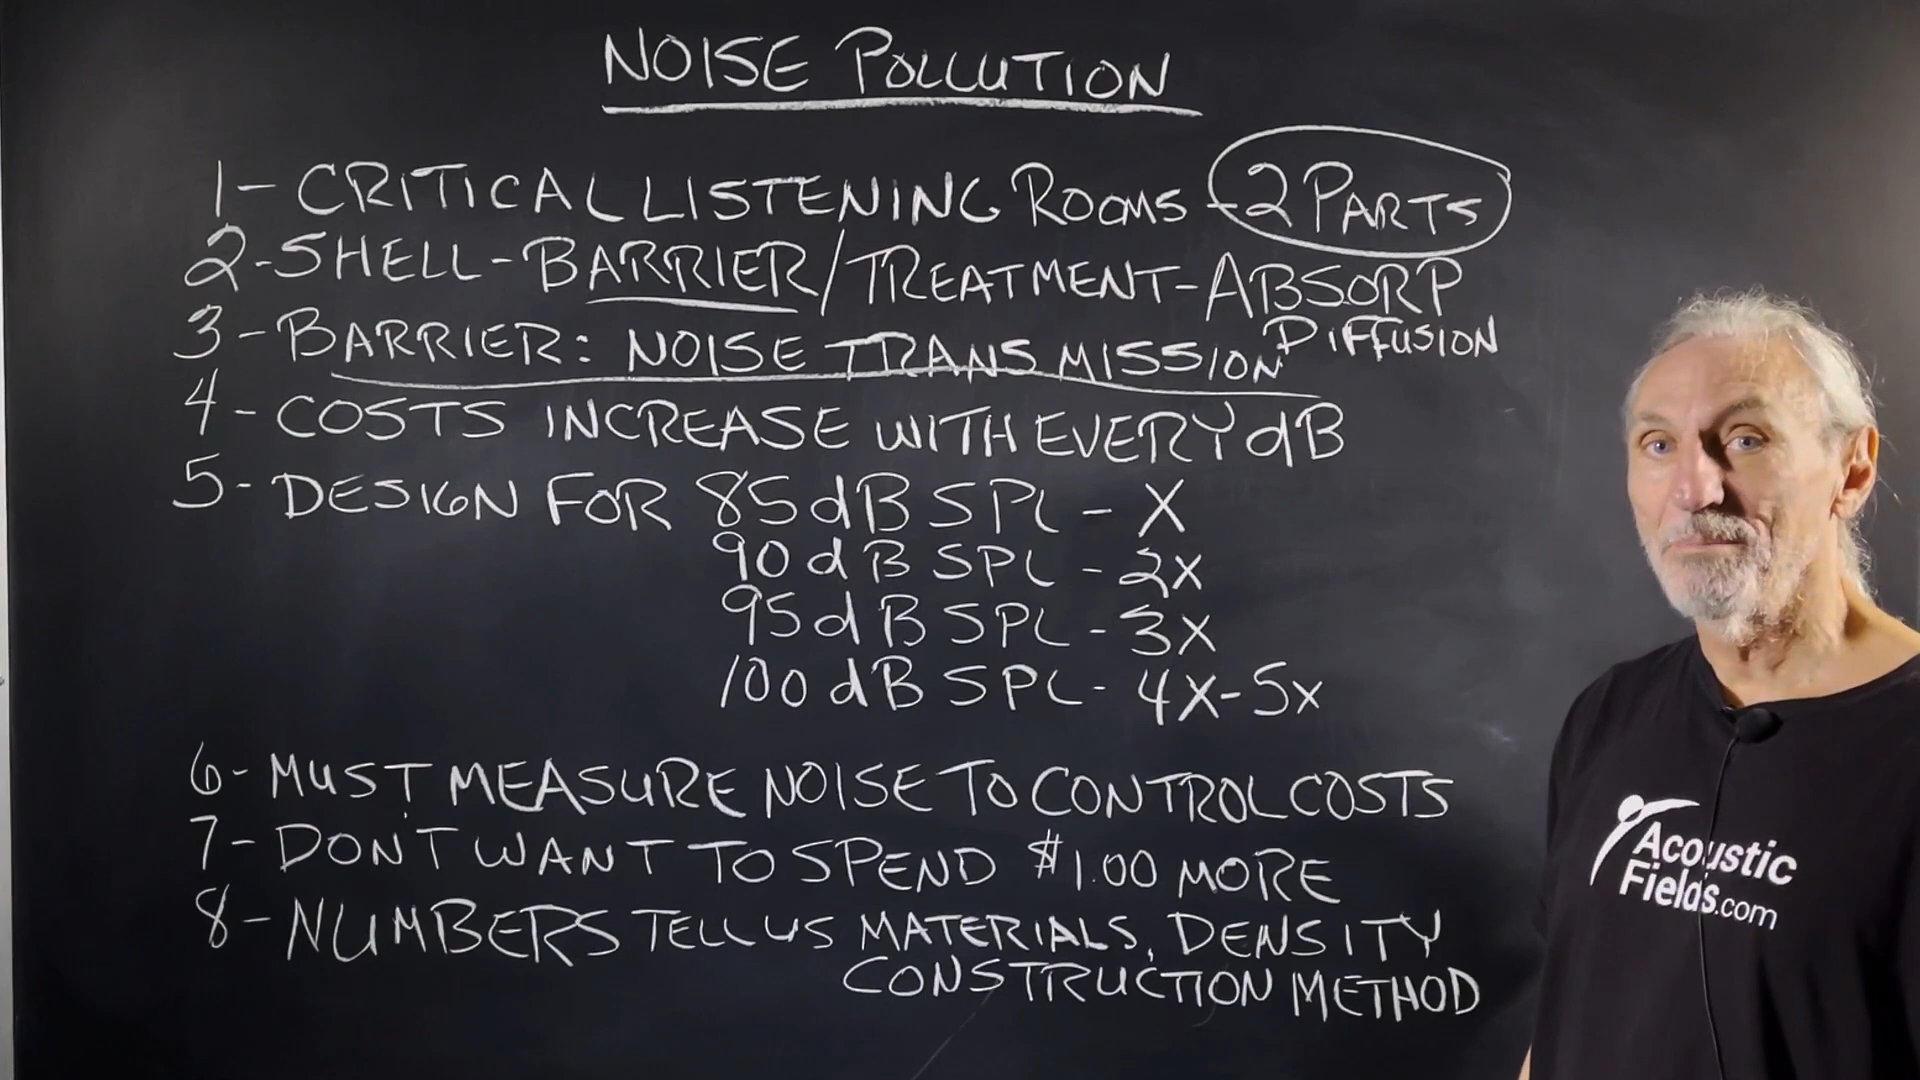 NOISE POLLUTION
1- CRITICAL LISTENING ROOMS - 2 PARTS
2- SHELL - BARRIER / TREATMENT - ABSORP
DIFFUSION
3- BARRIER: NOISE TRANSMISSION
4- COSTS INCREASE WITH EVERY dB
5- DESIGN FOR 85 dB SPL - X
90 dB SPL - 2X
95 dB SPL - 3X
100 dB SPL - 4X-5X
6- MUST MEASURE NOISE TO CONTROL COSTS
7- DON'T WANT TO SPEND $1.00 MORE
8- NUMBERS TELL US MATERIALS, DENSITY
CONSTRUCTION METHOD
Acoustic
Fields.com